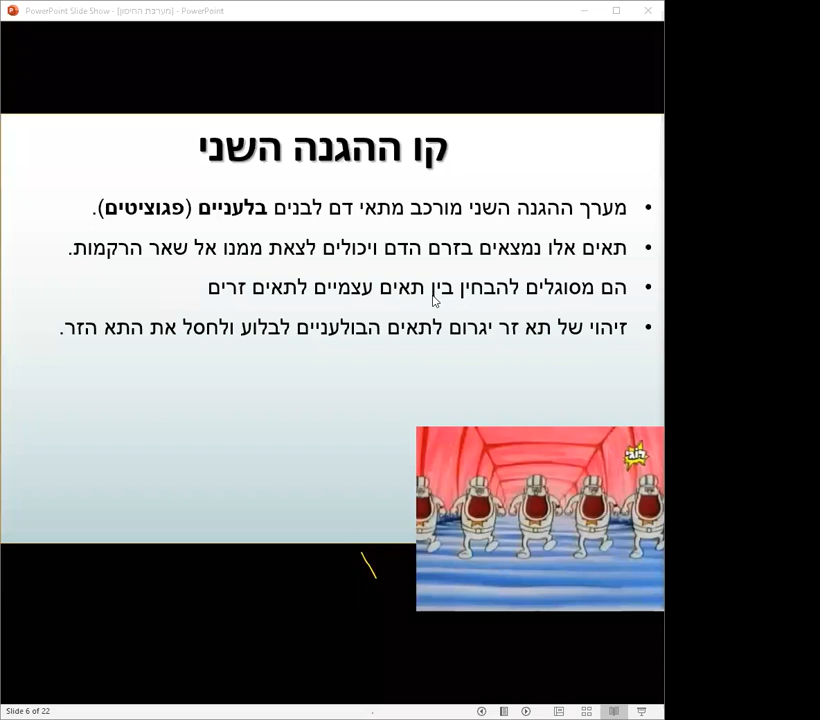 PowerPoint Slide Show - [מערכת החיסון] - PowerPoint
קו ההגנה השני
• מערך ההגנה השני מורכב מתאי דם לבנים בלעניים (פגוציטים).
• תאים אלו נמצאים בזרם הדם ויכולים לצאת ממנו אל שאר הרקמות.
• הם מסוגלים להבחין בין תאים עצמיים לתאים זרים
• זיהוי של תא זר יגרום לתאים הבולעניים לבלוע ולחסל את התא הזר.
לוגי
Slide 6 of 22